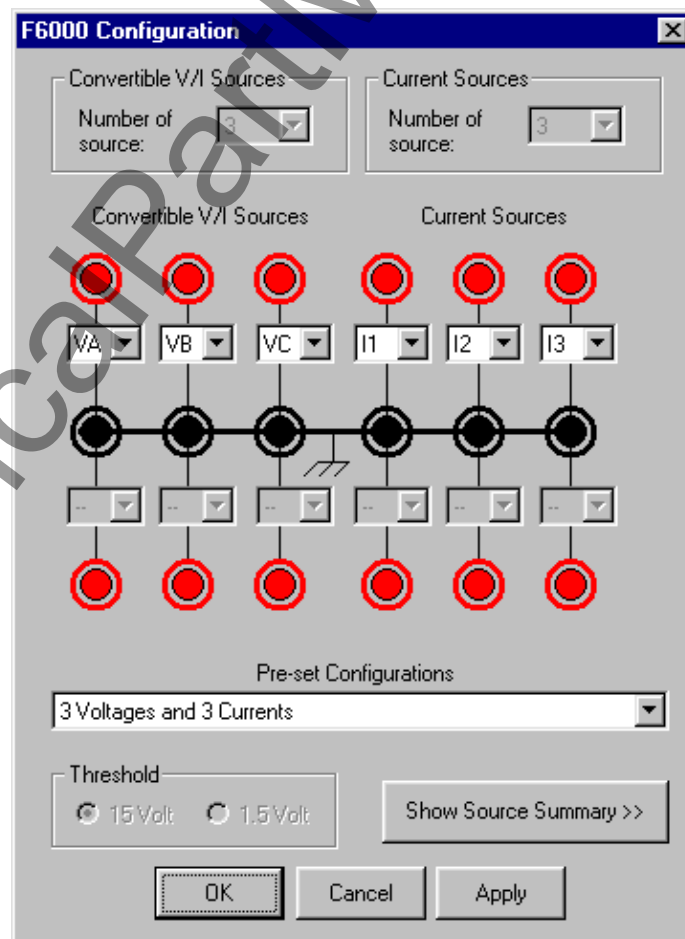 F6000 Configuration
Convertible V/I Sources
Number of source:
3
Current Sources
Number of source:
3
Convertible V/I Sources
Current Sources
VA
VB
VC
I1
I2
I3
--
--
--
--
--
--
Pre-set Configurations
3 Voltages and 3 Currents
Threshold
15 Volt
1.5 Volt
Show Source Summary >>
OK
Cancel
Apply